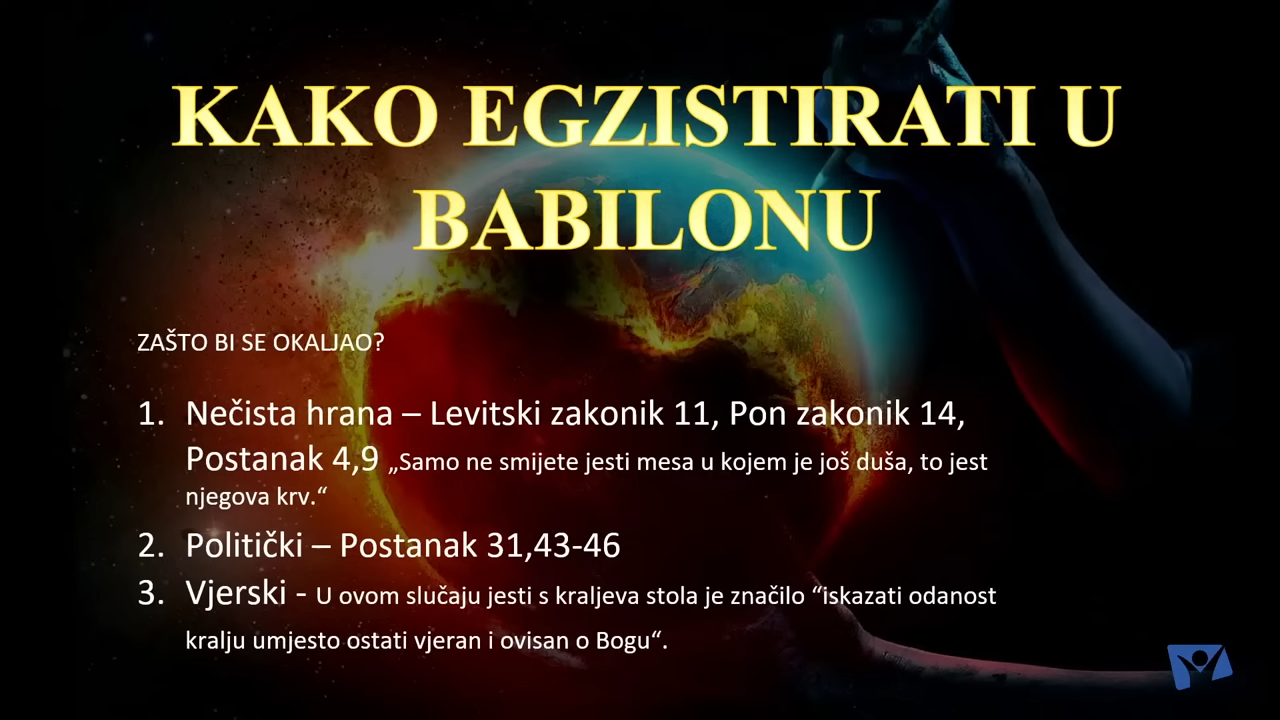 KAKO EGZISTIRATI U
BABILONU
ZAŠTO BI SE OKALJAO?
1. Nečista hrana – Levitski zakonik 11, Pon zakonik 14,
Postanak 4,9 „Samo ne smijete jesti mesa u kojem je još duša, to jest
njegova krv.“
2. Politički – Postanak 31,43-46
3. Vjerski - U ovom slučaju jesti s kraljeva stola je značilo “iskazati odanost
kralju umjesto ostati vjeran i ovisan o Bogu“.